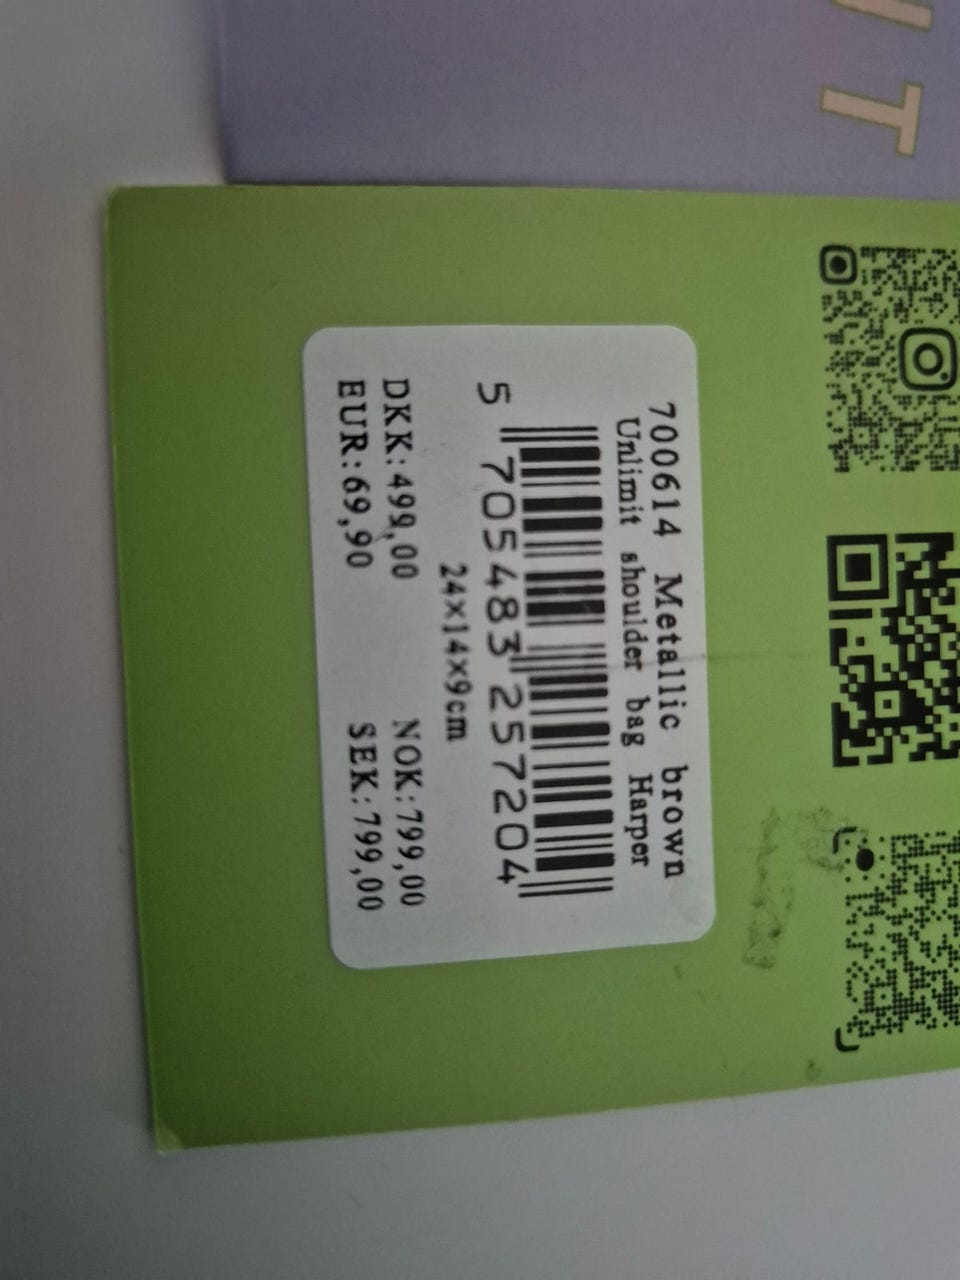 700614 Metallic brown
Unlimit shoulder bag Harper
5 705483 257204
24x14x9cm
DKK:499,00 NOK:799,00
EUR:69,90 SEK:799,00